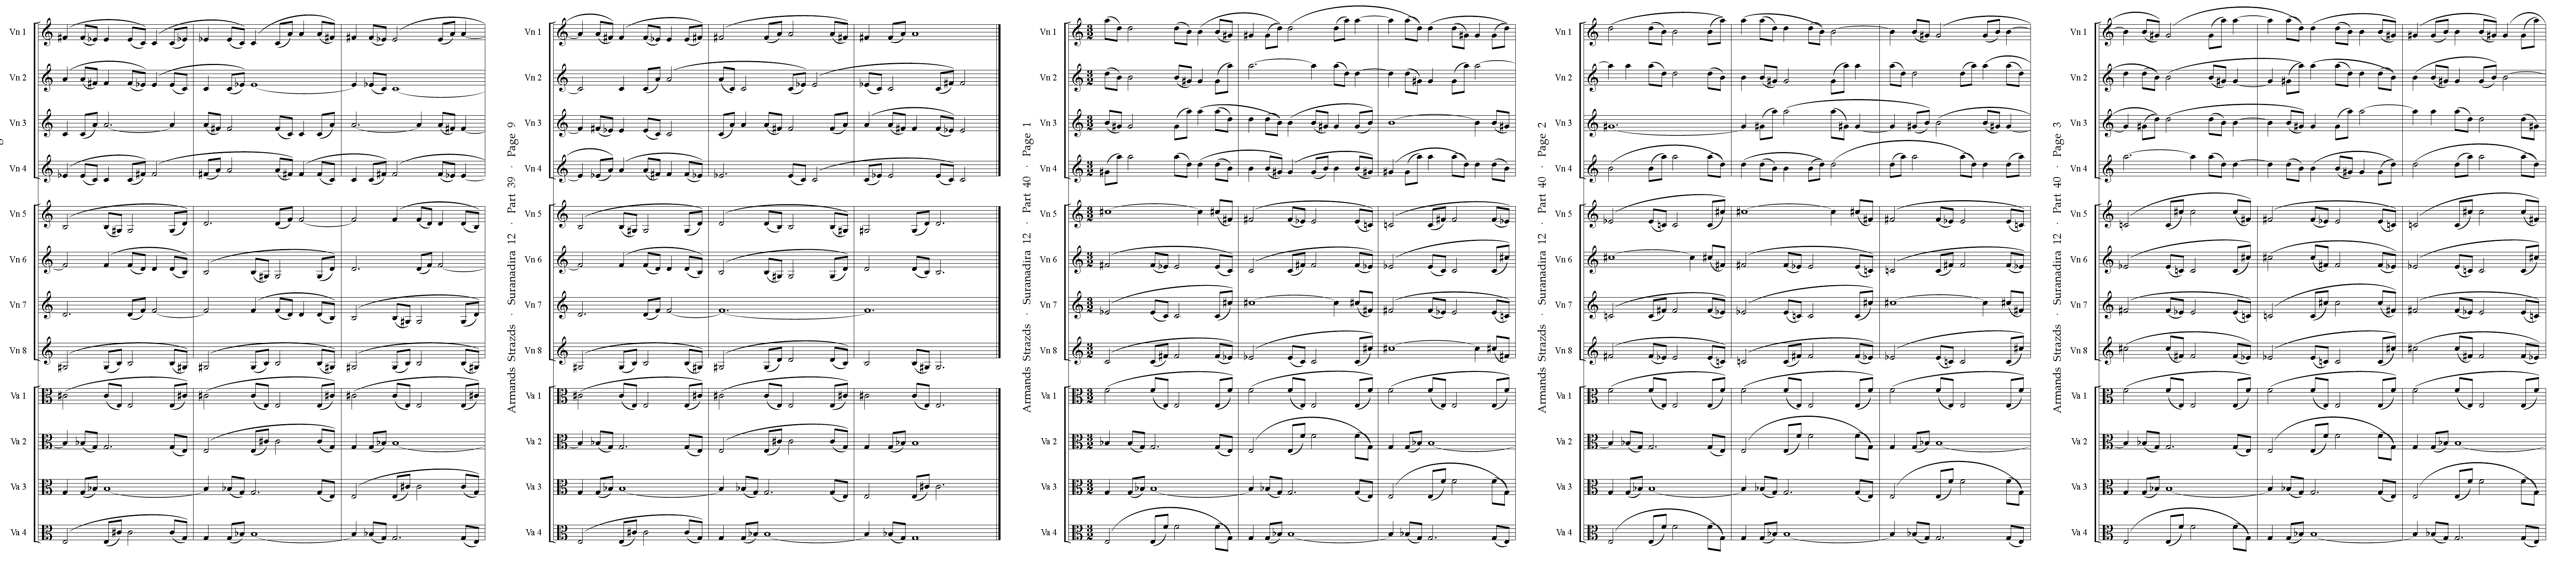 Vn 1
Vn 2
Vn 3
Vn 4
Vn 5
Vn 6
Vn 7
Vn 8
Va 1
Va 2
Va 3
Va 4
Armands Strazds · Suranadira 12 · Part 39 · Page 9
Vn 1
Vn 2
Vn 3
Vn 4
Vn 5
Vn 6
Vn 7
Vn 8
Va 1
Va 2
Va 3
Va 4
Armands Strazds · Suranadira 12 · Part 40 · Page 1
Vn 1
Vn 2
Vn 3
Vn 4
Vn 5
Vn 6
Vn 7
Vn 8
Va 1
Va 2
Va 3
Va 4
Armands Strazds · Suranadira 12 · Part 40 · Page 2
Vn 1
Vn 2
Vn 3
Vn 4
Vn 5
Vn 6
Vn 7
Vn 8
Va 1
Va 2
Va 3
Va 4
Armands Strazds · Suranadira 12 · Part 40 · Page 3
Vn 1
Vn 2
Vn 3
Vn 4
Vn 5
Vn 6
Vn 7
Vn 8
Va 1
Va 2
Va 3
Va 4